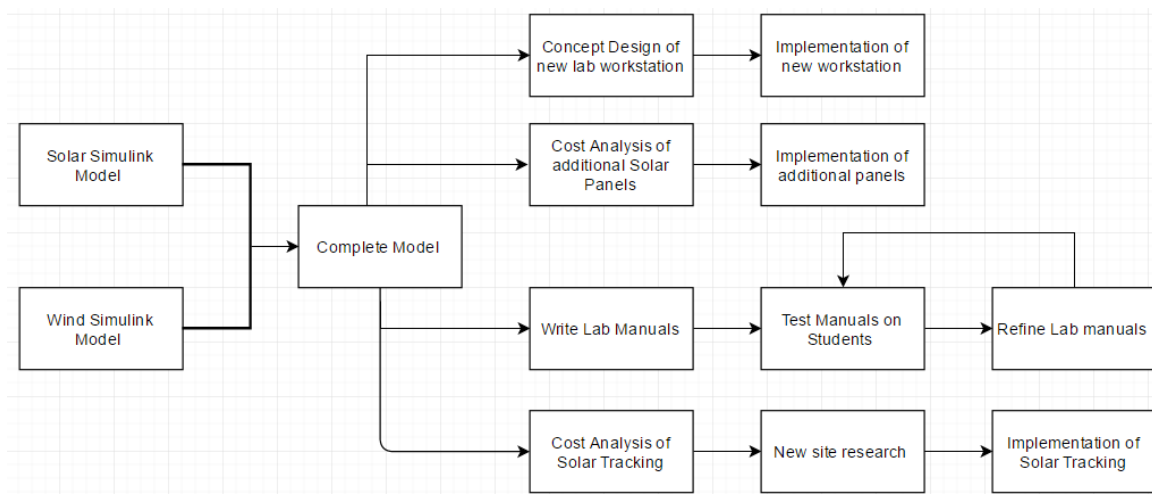 Concept Design of
new lab workstation
Implementation of
new workstation
Solar Simulink
Model
Cost Analysis of
additional Solar
Panels
Implementation of
additional panels
Complete Model
Wind Simulink
Model
Write Lab Manuals
Test Manuals on
Students
Refine Lab manuals
Cost Analysis of
Solar Tracking
New site research
Implementation of
Solar Tracking